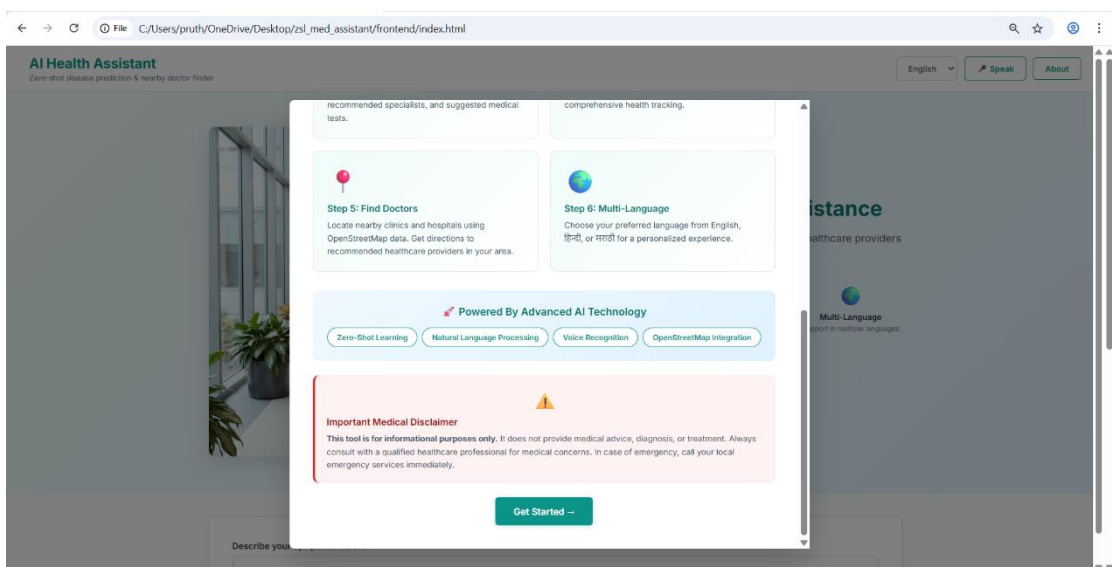 File C:/Users/pruth/OneDrive/Desktop/zsl_med_assistant/frontend/index.html
AI Health Assistant
Zero-shot disease prediction & nearby doctor finder
English
Speak
About
recommended specialists, and suggested medical
tests.
comprehensive health tracking.
Step 5: Find Doctors
Locate nearby clinics and hospitals using
OpenStreetMap data. Get directions to
recommended healthcare providers in your area.
Step 6: Multi-Language
Choose your preferred language from English,
हिन्दी, or मराठी for a personalized experience.
istance
althcare providers
Multi-Language
pport in multiple languages
🚀 Powered By Advanced AI Technology
Zero-Shot Learning
Natural Language Processing
Voice Recognition
OpenStreetMap Integration
Important Medical Disclaimer
This tool is for informational purposes only. It does not provide medical advice, diagnosis, or treatment. Always
consult with a qualified healthcare professional for medical concerns. In case of emergency, call your local
emergency services immediately.
Get Started →
Describe your